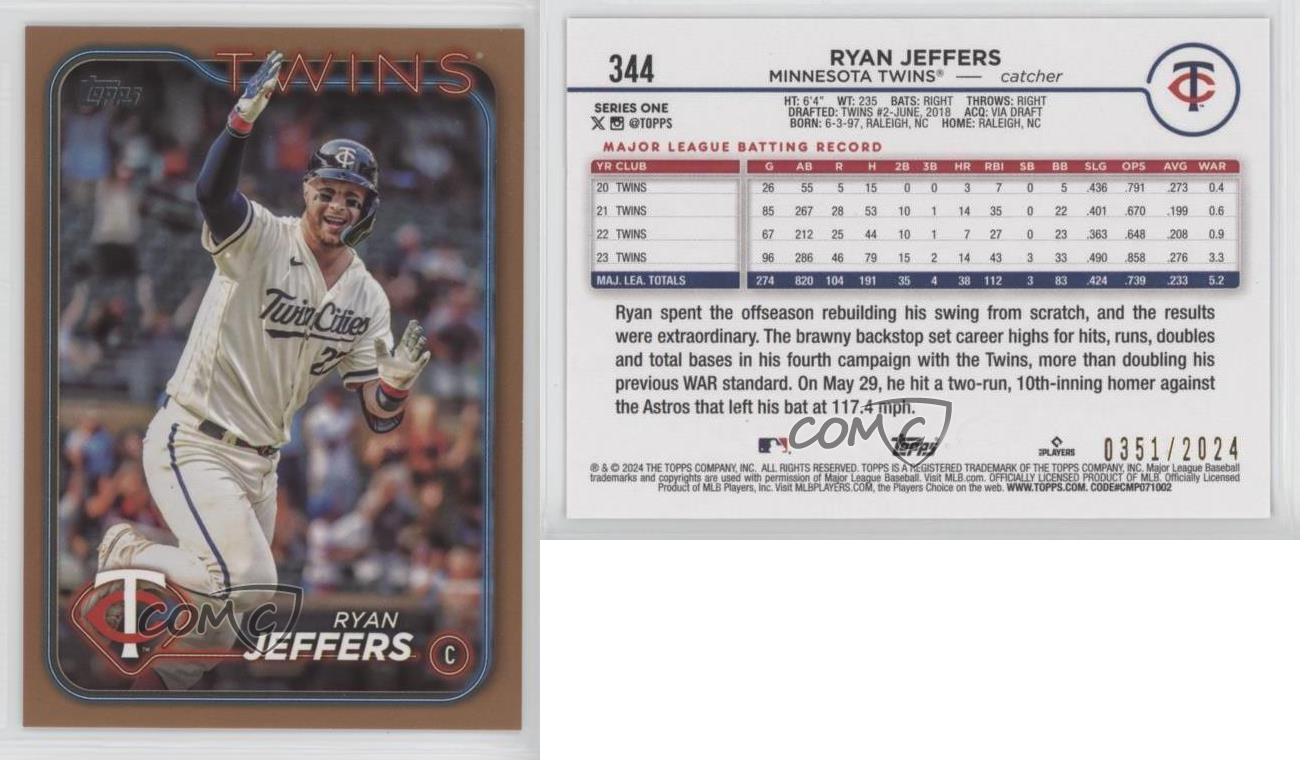 TWINS
Topps
TC
Twin Cities
27
COMC
RYAN
JEFFERS
C
344
RYAN JEFFERS
MINNESOTA TWINS® — catcher
TC
SERIES ONE
X @TOPPS
HT: 6'4" WT: 235 BATS: RIGHT THROWS: RIGHT
DRAFTED: TWINS #2-JUNE, 2018 ACQ: VIA DRAFT
BORN: 6-3-97, RALEIGH, NC HOME: RALEIGH, NC
MAJOR LEAGUE BATTING RECORD
YR CLUB G AB R H 2B 3B HR RBI SB BB SLG OPS AVG WAR
20 TWINS 26 55 5 15 0 0 3 7 0 5 .436 .791 .273 0.4
21 TWINS 85 267 28 53 10 1 14 35 0 22 .401 .670 .199 0.6
22 TWINS 67 212 25 44 10 1 7 27 0 23 .363 .648 .208 0.9
23 TWINS 96 286 46 79 15 2 14 43 3 33 .490 .858 .276 3.3
MAJ. LEA. TOTALS 274 820 104 191 35 4 38 112 3 83 .424 .739 .233 5.2
Ryan spent the offseason rebuilding his swing from scratch, and the results
were extraordinary. The brawny backstop set career highs for hits, runs, doubles
and total bases in his fourth campaign with the Twins, more than doubling his
previous WAR standard. On May 29, he hit a two-run, 10th-inning homer against
the Astros that left his bat at 117.4 mph.
COMC
Topps
PLAYERS
0351/2024
® & © 2024 THE TOPPS COMPANY, INC. ALL RIGHTS RESERVED. TOPPS IS A REGISTERED TRADEMARK OF THE TOPPS COMPANY, INC. Major League Baseball
trademarks and copyrights are used with permission of Major League Baseball. Visit MLB.com. OFFICIALLY LICENSED PRODUCT OF MLB. Officially Licensed
Product of MLB Players, Inc. Visit MLBPLAYERS.COM, the Players Choice on the web. WWW.TOPPS.COM. CODE#CMP071002